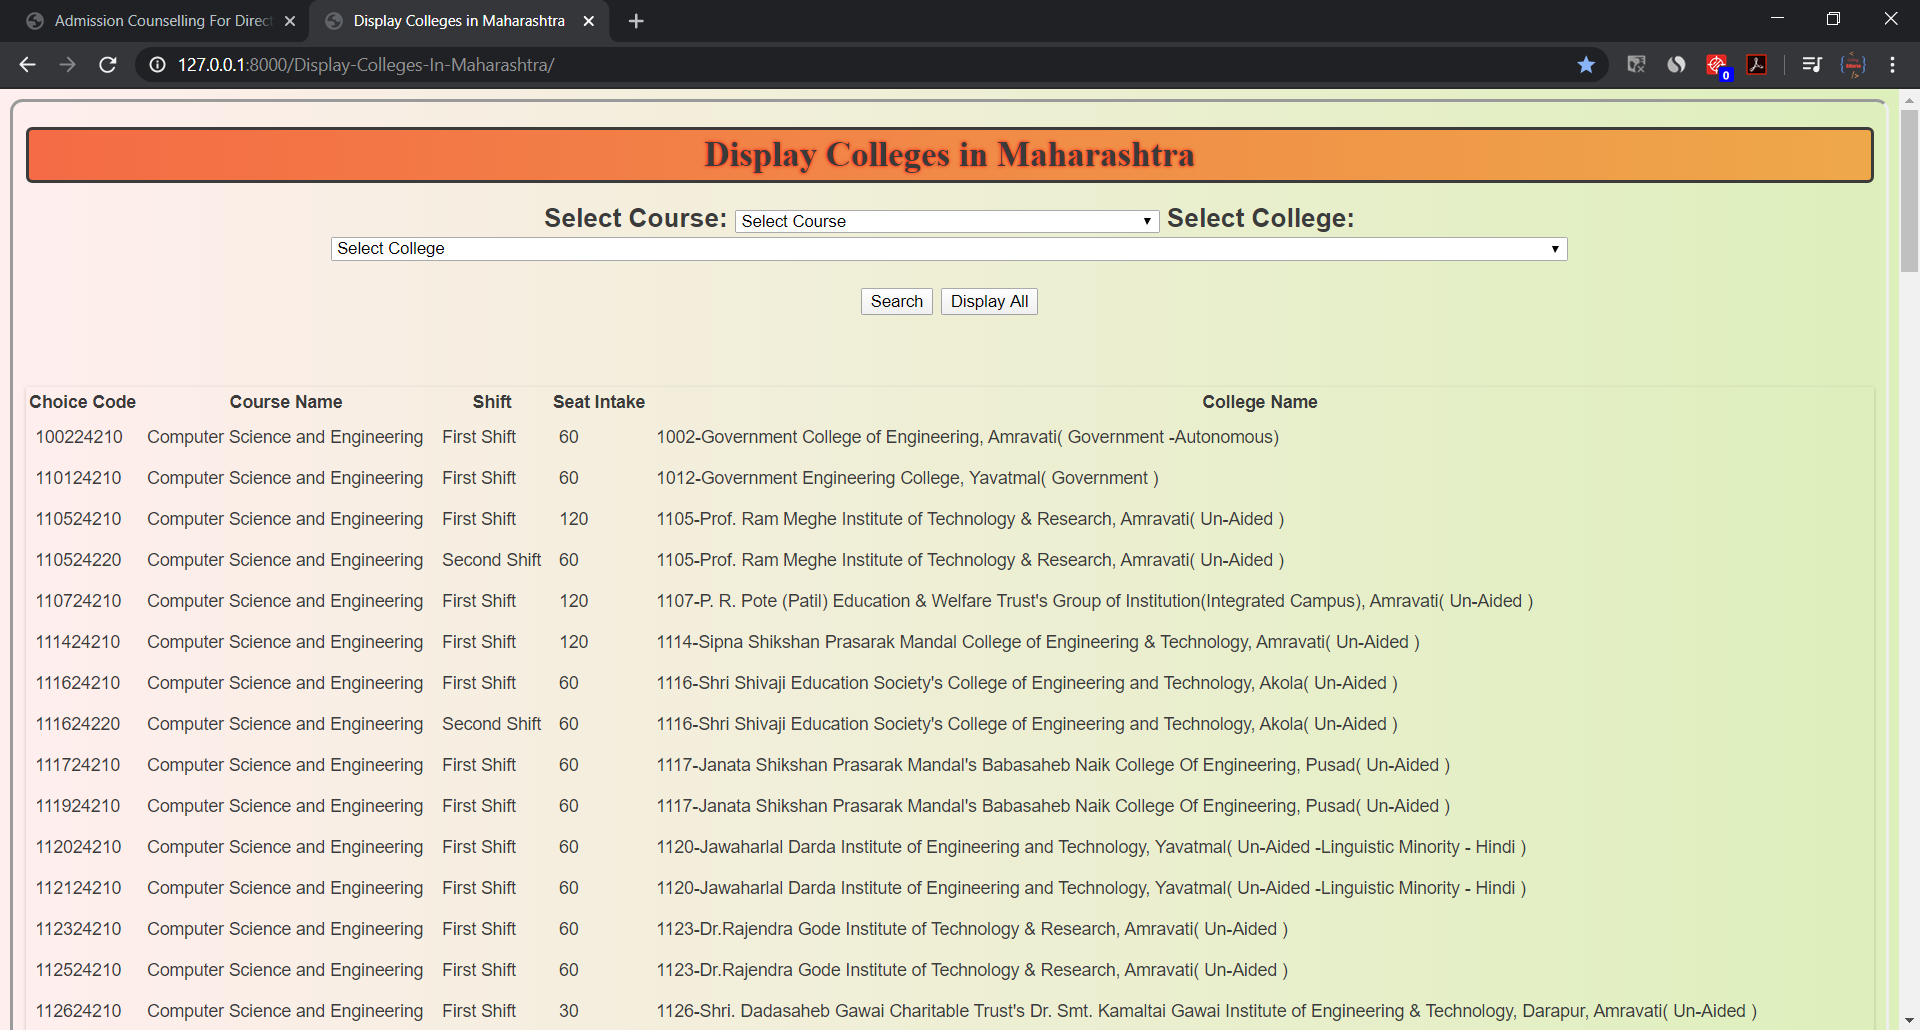 Admission Counselling For Direct
Display Colleges in Maharashtra
127.0.0.1:8000/Display-Colleges-In-Maharashtra/
0
Display Colleges in Maharashtra
Select Course: Select Course Select College:
Select College
Search Display All
Choice Code Course Name Shift Seat Intake College Name
100224210 Computer Science and Engineering First Shift 60 1002-Government College of Engineering, Amravati( Government -Autonomous)
110124210 Computer Science and Engineering First Shift 60 1012-Government Engineering College, Yavatmal( Government )
110524210 Computer Science and Engineering First Shift 120 1105-Prof. Ram Meghe Institute of Technology & Research, Amravati( Un-Aided )
110524220 Computer Science and Engineering Second Shift 60 1105-Prof. Ram Meghe Institute of Technology & Research, Amravati( Un-Aided )
110724210 Computer Science and Engineering First Shift 120 1107-P. R. Pote (Patil) Education & Welfare Trust's Group of Institution(Integrated Campus), Amravati( Un-Aided )
111424210 Computer Science and Engineering First Shift 120 1114-Sipna Shikshan Prasarak Mandal College of Engineering & Technology, Amravati( Un-Aided )
111624210 Computer Science and Engineering First Shift 60 1116-Shri Shivaji Education Society's College of Engineering and Technology, Akola( Un-Aided )
111624220 Computer Science and Engineering Second Shift 60 1116-Shri Shivaji Education Society's College of Engineering and Technology, Akola( Un-Aided )
111724210 Computer Science and Engineering First Shift 60 1117-Janata Shikshan Prasarak Mandal's Babasaheb Naik College Of Engineering, Pusad( Un-Aided )
111924210 Computer Science and Engineering First Shift 60 1117-Janata Shikshan Prasarak Mandal's Babasaheb Naik College Of Engineering, Pusad( Un-Aided )
112024210 Computer Science and Engineering First Shift 60 1120-Jawaharlal Darda Institute of Engineering and Technology, Yavatmal( Un-Aided -Linguistic Minority - Hindi )
112124210 Computer Science and Engineering First Shift 60 1120-Jawaharlal Darda Institute of Engineering and Technology, Yavatmal( Un-Aided -Linguistic Minority - Hindi )
112324210 Computer Science and Engineering First Shift 60 1123-Dr.Rajendra Gode Institute of Technology & Research, Amravati( Un-Aided )
112524210 Computer Science and Engineering First Shift 60 1123-Dr.Rajendra Gode Institute of Technology & Research, Amravati( Un-Aided )
112624210 Computer Science and Engineering First Shift 30 1126-Shri. Dadasaheb Gawai Charitable Trust's Dr. Smt. Kamaltai Gawai Institute of Engineering & Technology, Darapur, Amravati( Un-Aided )